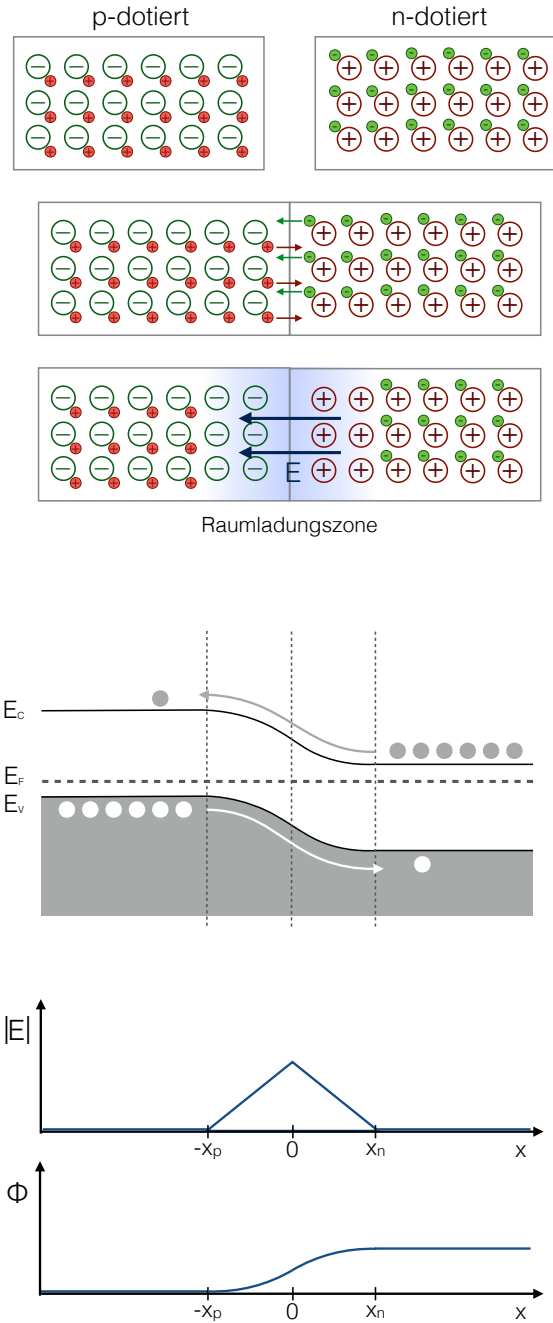 p-dotiert n-dotiert
E
Raumladungszone
Ec
EF
Ev
|E|
-xp 0 xn x
Φ
-xp 0 xn x